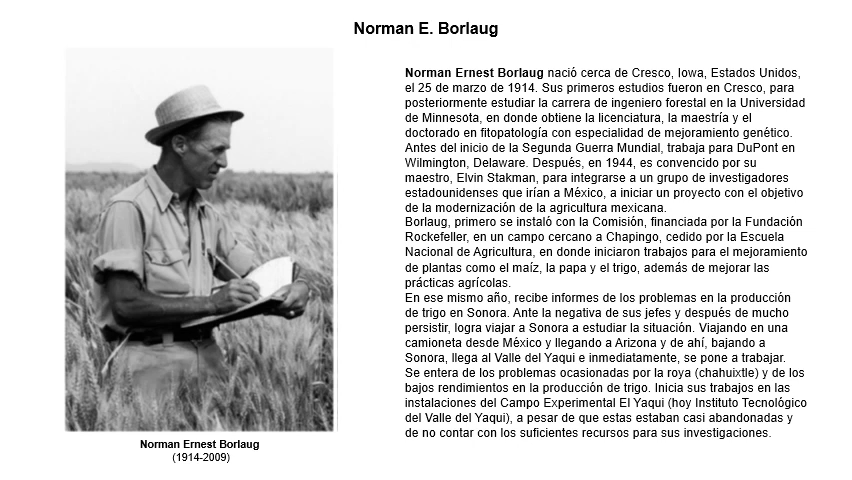 Norman E. Borlaug
Norman Ernest Borlaug nació cerca de Cresco, Iowa, Estados Unidos,
el 25 de marzo de 1914. Sus primeros estudios fueron en Cresco, para
posteriormente estudiar la carrera de ingeniero forestal en la Universidad
de Minnesota, en donde obtiene la licenciatura, la maestría y el
doctorado en fitopatología con especialidad de mejoramiento genético.
Antes del inicio de la Segunda Guerra Mundial, trabaja para DuPont en
Wilmington, Delaware. Después, en 1944, es convencido por su
maestro, Elvin Stakman, para integrarse a un grupo de investigadores
estadounidenses que irían a México, a iniciar un proyecto con el objetivo
de la modernización de la agricultura mexicana.
Borlaug, primero se instaló con la Comisión, financiada por la Fundación
Rockefeller, en un campo cercano a Chapingo, cedido por la Escuela
Nacional de Agricultura, en donde iniciaron trabajos para el mejoramiento
de plantas como el maíz, la papa y el trigo, además de mejorar las
prácticas agrícolas.
En ese mismo año, recibe informes de los problemas en la producción
de trigo en Sonora. Ante la negativa de sus jefes y después de mucho
persistir, logra viajar a Sonora a estudiar la situación. Viajando en una
camioneta desde México y llegando a Arizona y de ahí, bajando a
Sonora, llega al Valle del Yaqui e inmediatamente, se pone a trabajar.
Se entera de los problemas ocasionadas por la roya (chahuixtle) y de los
bajos rendimientos en la producción de trigo. Inicia sus trabajos en las
instalaciones del Campo Experimental El Yaqui (hoy Instituto Tecnológico
del Valle del Yaqui), a pesar de que estas estaban casi abandonadas y
de no contar con los suficientes recursos para sus investigaciones.
Norman Ernest Borlaug
(1914-2009)